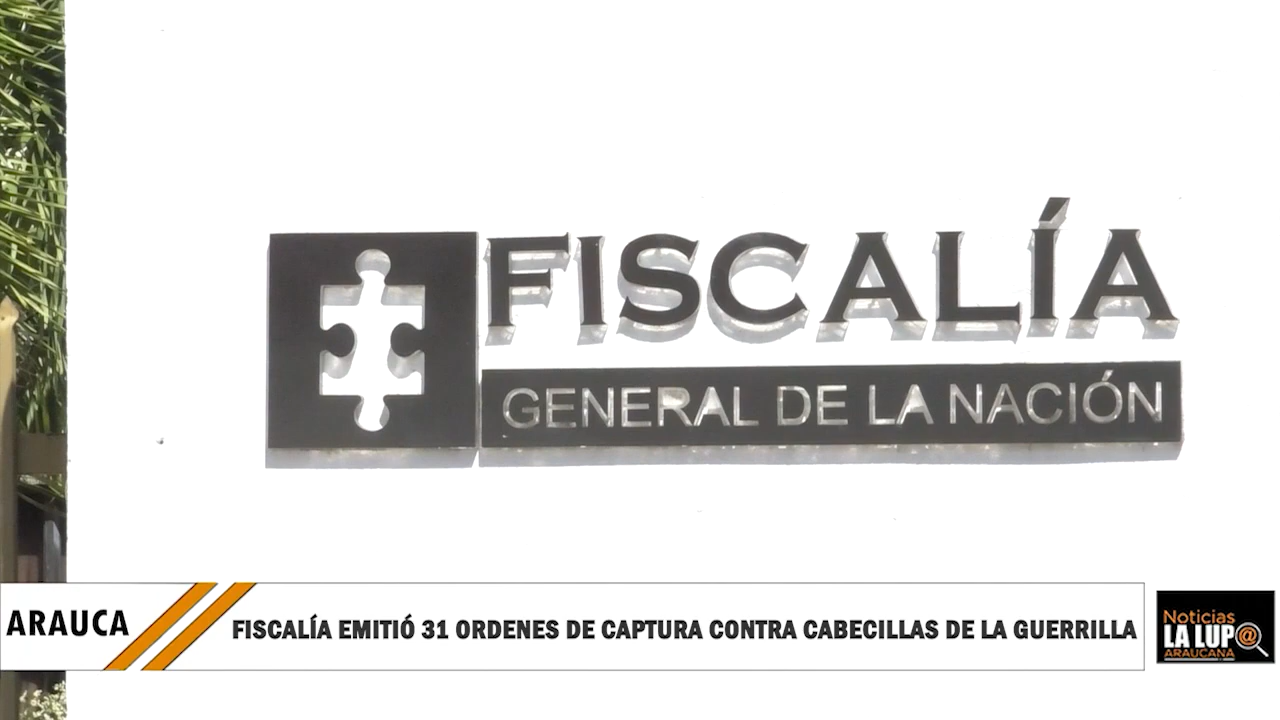 FISCALÍA
GENERAL DE LA NACIÓN
ARAUCA
FISCALÍA EMITIÓ 31 ORDENES DE CAPTURA CONTRA CABECILLAS DE LA GUERRILLA
Noticias
LA LUP@
ARAUCANA